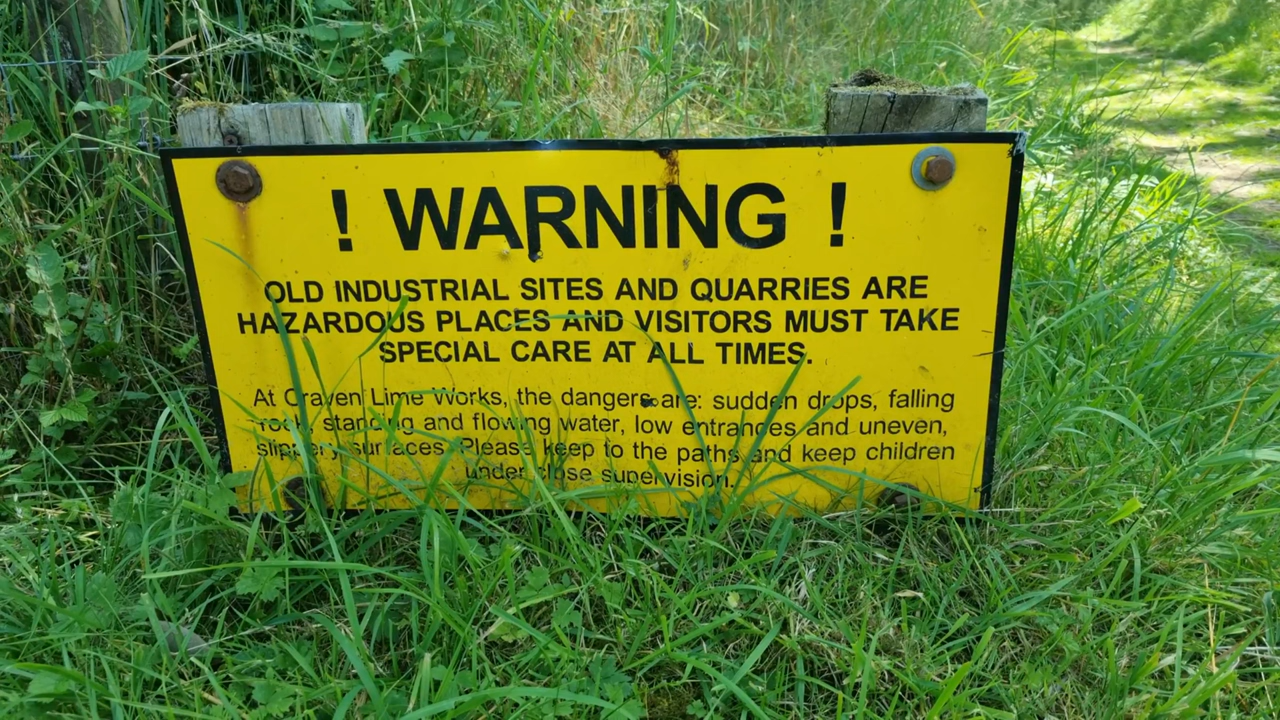 ! WARNING !
OLD INDUSTRIAL SITES AND QUARRIES ARE
HAZARDOUS PLACES AND VISITORS MUST TAKE
SPECIAL CARE AT ALL TIMES.
At Craven Lime Works, the dangers are: sudden drops, falling
rock, standing and flowing water, low entrances and uneven,
slippery surfaces. Please keep to the paths and keep children
under close supervision.